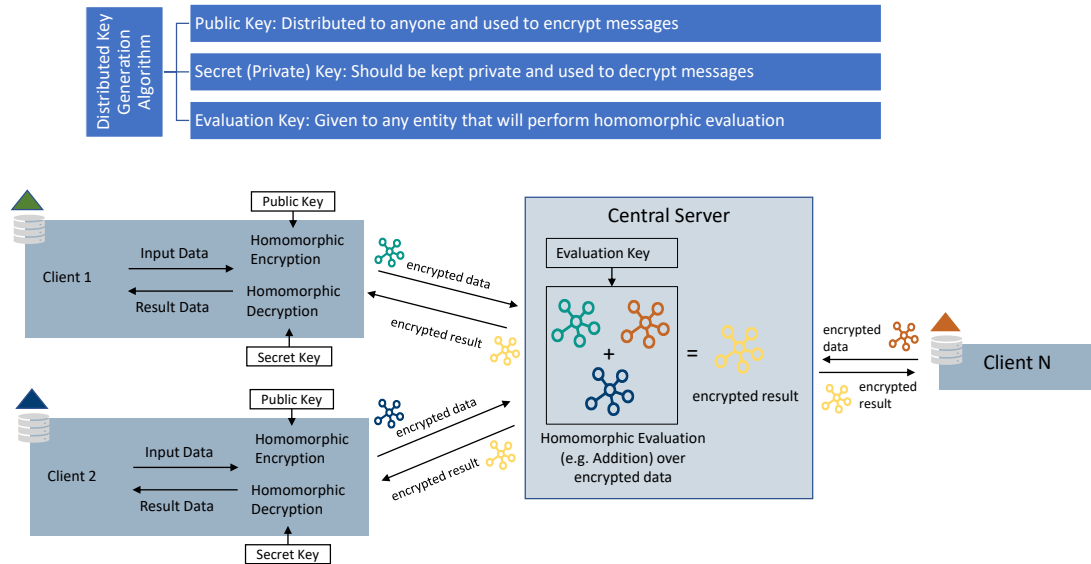 Distributed Key
Generation
Algorithm
Public Key: Distributed to anyone and used to encrypt messages
Secret (Private) Key: Should be kept private and used to decrypt messages
Evaluation Key: Given to any entity that will perform homomorphic evaluation
Public Key
Client 1
Input Data
Result Data
Homomorphic
Encryption
Homomorphic
Decryption
Secret Key
encrypted data
encrypted result
Public Key
Client 2
Input Data
Result Data
Homomorphic
Encryption
Homomorphic
Decryption
Secret Key
encrypted data
encrypted result
Central Server
Evaluation Key
+
=
encrypted result
Homomorphic Evaluation
(e.g. Addition) over
encrypted data
encrypted
data
encrypted
result
Client N